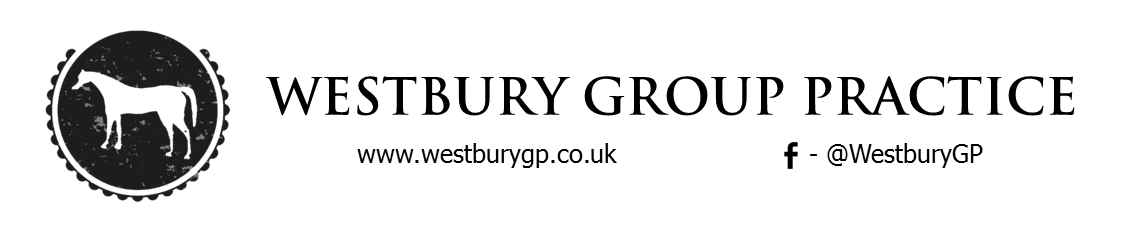 WESTBURY GROUP PRACTICE
www.westburygp.co.uk
f - @WestburyGP